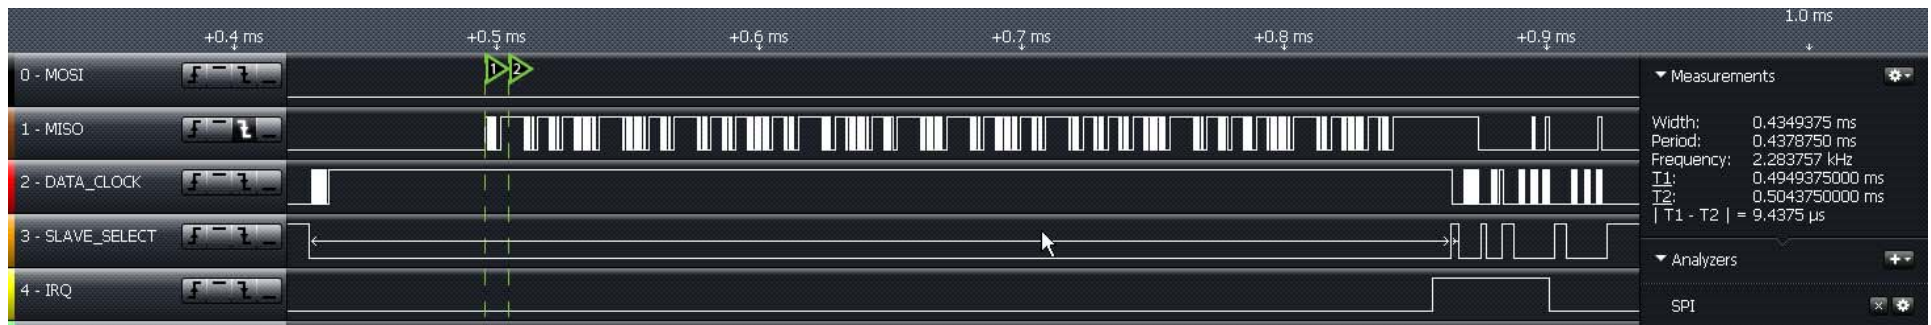 1.0 ms
+0.4 ms +0.5 ms +0.6 ms +0.7 ms +0.8 ms +0.9 ms
0 - MOSI
1 2
Measurements
1 - MISO
Width: 0.4349375 ms
Period: 0.4378750 ms
Frequency: 2.283757 kHz
T1: 0.4949375000 ms
T2: 0.5043750000 ms
| T1 - T2 | = 9.4375 µs
2 - DATA_CLOCK
3 - SLAVE_SELECT
Analyzers
4 - IRQ
SPI